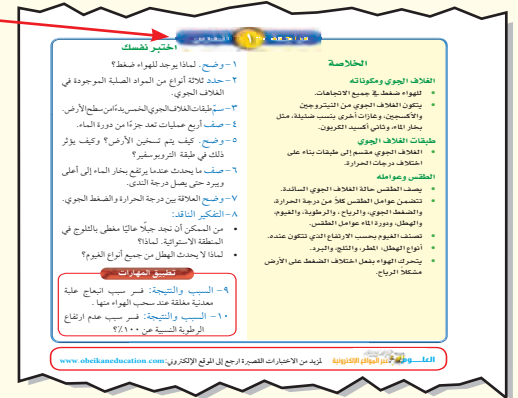 مراجعة ١
الخلاصة
الغلاف الجوي ومكوناته
• للهواء ضغط في جميع الاتجاهات.
• يتكون الغلاف الجوي من النيتروجين
والأكسجين، وغازات أخرى بنسب ضئيلة، مثل
بخار الماء، وثاني أكسيد الكربون.
طبقات الغلاف الجوي
• الغلاف الجوي مقسم إلى طبقات بناء على
اختلاف درجات الحرارة.
الطقس وعوامله
• يصف الطقس حالة الغلاف الجوي السائدة.
• تتضمن عوامل الطقس كلاًّ من درجة الحرارة،
والضغط الجوي، والرياح، والرطوبة، والغيوم،
والهطل، ودورة الماء عوامل الطقس.
• تصنف الغيوم بحسب الارتفاع الذي تتكون عنده.
أنواع الهطل: المطر، والثلج، والبرد.
• يتحرك الهواء بفعل اختلاف الضغط على الأرض
مشكلاً الرياح.
اختبر نفسك
١- وضح. لماذا يوجد للهواء ضغط؟
٢- حدد ثلاثة أنواع من المواد الصلبة الموجودة في
الغلاف الجوي.
٣- سمّ طبقات الغلاف الجوي الخمس بدءًا من سطح الأرض.
٤- صف أربع عمليات تعد جزءًا من دورة الماء.
٥- وضح. كيف يتم تسخين الأرض؟ وكيف يؤثر
ذلك في طبقة التروبوسفير؟
٦- صف ما يحدث عندما يرتفع بخار الماء إلى أعلى
ويبرد حتى يصل درجة الندى.
٧- وضح العلاقة بين درجة الحرارة والضغط الجوي.
٨- التفكير الناقد:
• من الممكن أن نجد جبلًا عاليًا مغطى بالثلوج في
المنطقة الاستوائية. لماذا؟
• لماذا لا يحدث الهطل من جميع أنواع الغيوم؟
تطبيق المهارات
٩- السبب والنتيجة: فسر سبب انبعاج علبة
معدنية مغلقة عند سحب الهواء منها.
١٠- السبب والنتيجة: فسر سبب عدم ارتفاع
الرطوبة النسبية عن ١٠٠٪؟
العلـــوم عبر المواقع الإلكترونية لمزيد من الاختبارات القصيرة ارجع إلى الموقع الإلكتروني: www.obeikaneducation.com